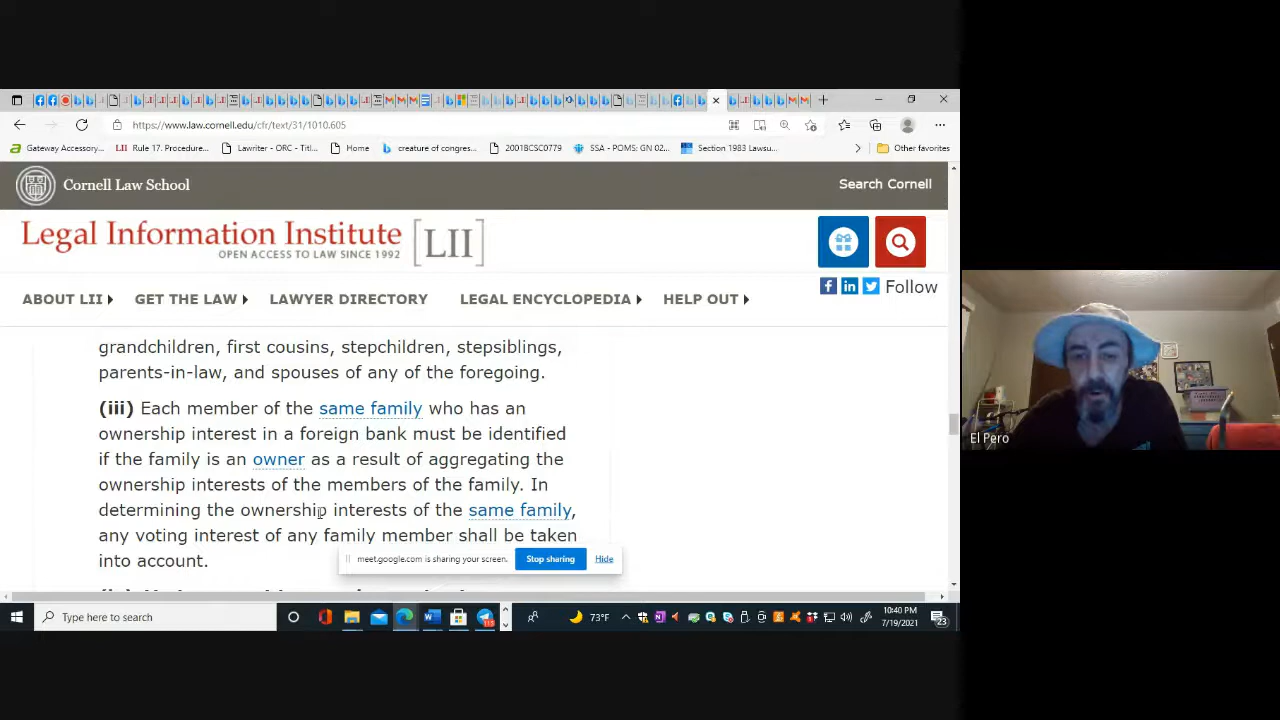 https://www.law.cornell.edu/cfr/text/31/1010.605
Gateway Accessory... Rule 17. Procedure... Lawriter - ORC - Titl... Home creature of congres... 20018CSC0779 SSA - POMS: GN 02... Section 1983 Lawsu... Other favorites
Cornell Law School Search Cornell
Legal Information Institute [LII]
OPEN ACCESS TO LAW SINCE 1992
ABOUT LII GET THE LAW LAWYER DIRECTORY LEGAL ENCYCLOPEDIA HELP OUT Follow
grandchildren, first cousins, stepchildren, stepsiblings,
parents-in-law, and spouses of any of the foregoing.
(iii) Each member of the same family who has an
ownership interest in a foreign bank must be identified
if the family is an owner as a result of aggregating the
ownership interests of the members of the family. In
determining the ownership interests of the same family,
any voting interest of any family member shall be taken
into account.
meet.google.com is sharing your screen. Stop sharing Hide
El Pero
Type here to search 73°F 10:40 PM
7/19/2021 23